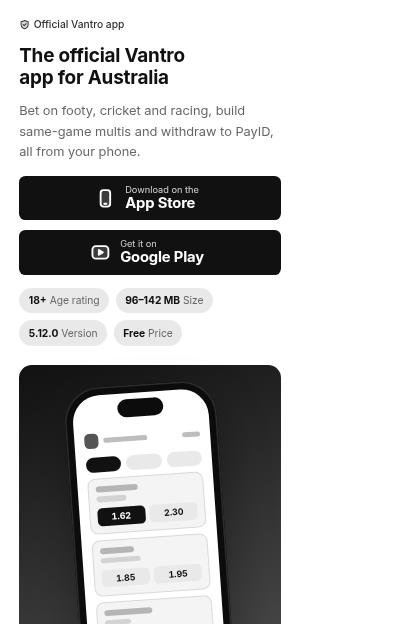 Official Vantro app
The official Vantro
app for Australia
Bet on footy, cricket and racing, build
same-game multis and withdraw to PayID,
all from your phone.
Download on the
App Store
Get it on
Google Play
18+ Age rating
96–142 MB Size
5.12.0 Version
Free Price
1.62
2.30
1.85
1.95